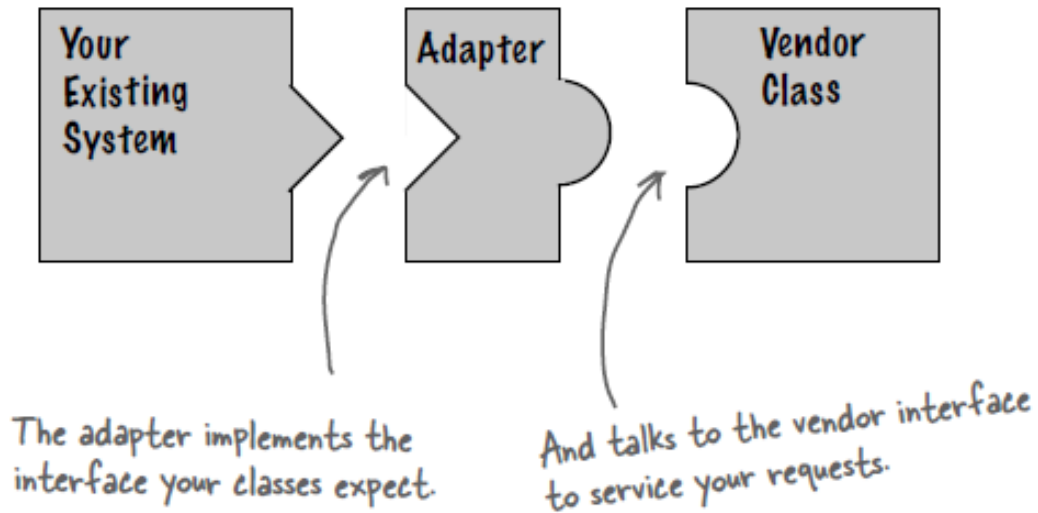 Your
Existing
System
Adapter
Vendor
Class
The adapter implements the
interface your classes expect.
And talks to the vendor interface
to service your requests.